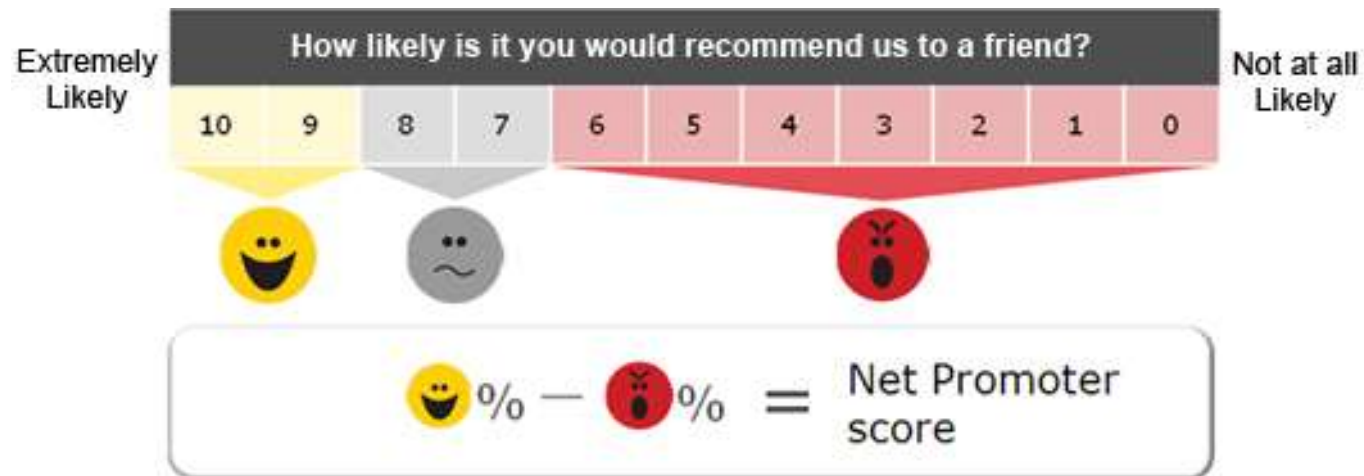 How likely is it you would recommend us to a friend?
Extremely
Likely
Not at all
Likely
10 9 8 7 6 5 4 3 2 1 0
% — % = Net Promoter
score